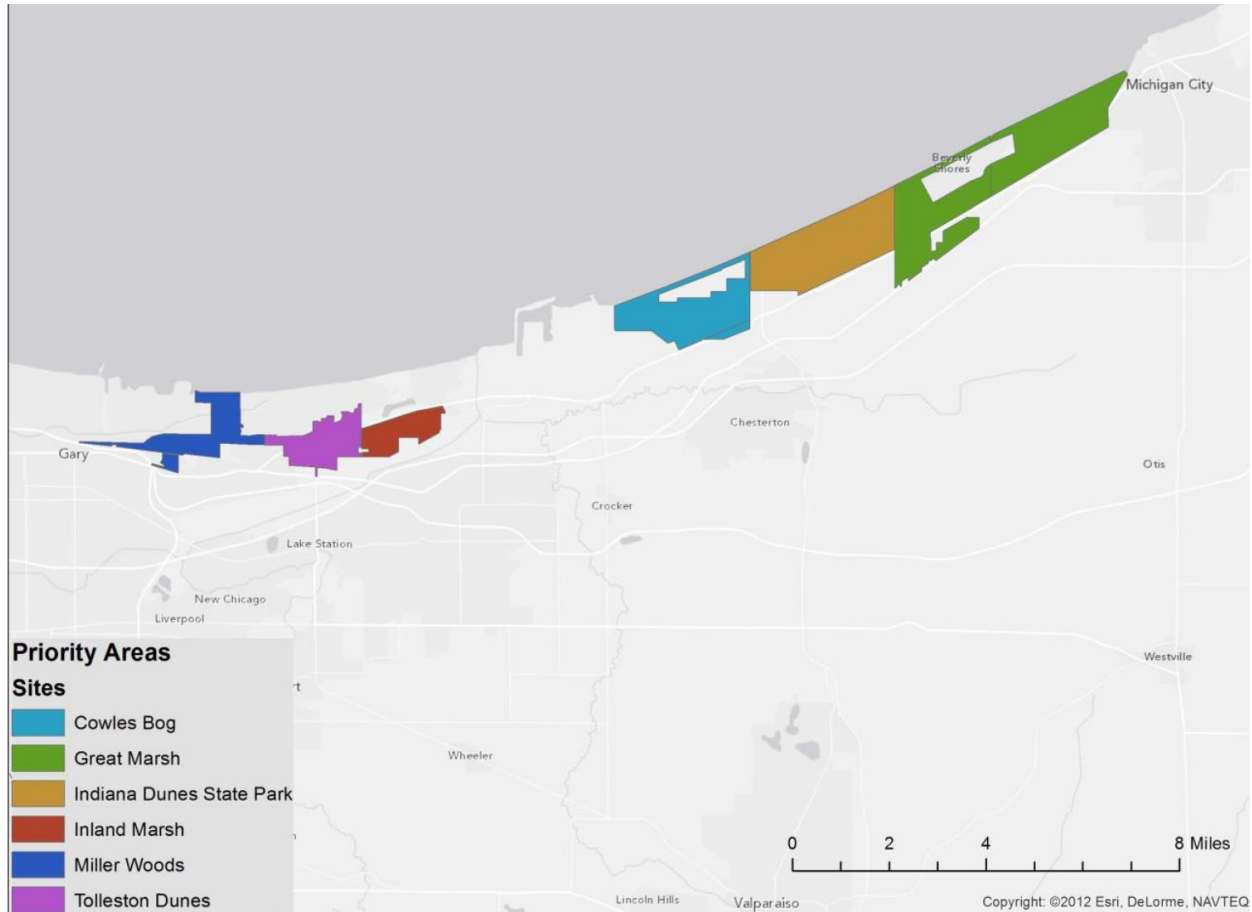 Michigan City
Beverly
Shores
Chesterton
Gary
Otis
Crocker
Lake Station
New Chicago
Liverpool
Priority Areas
Westville
Sites
rt
Cowles Bog
Great Marsh
Wheeler
Indiana Dunes State Park
Inland Marsh
0 2 4 8 Miles
Miller Woods
Tolleston Dunes
Lincoln Hills
Valparaiso
Copyright: ©2012 Esri, DeLorme, NAVTEQ